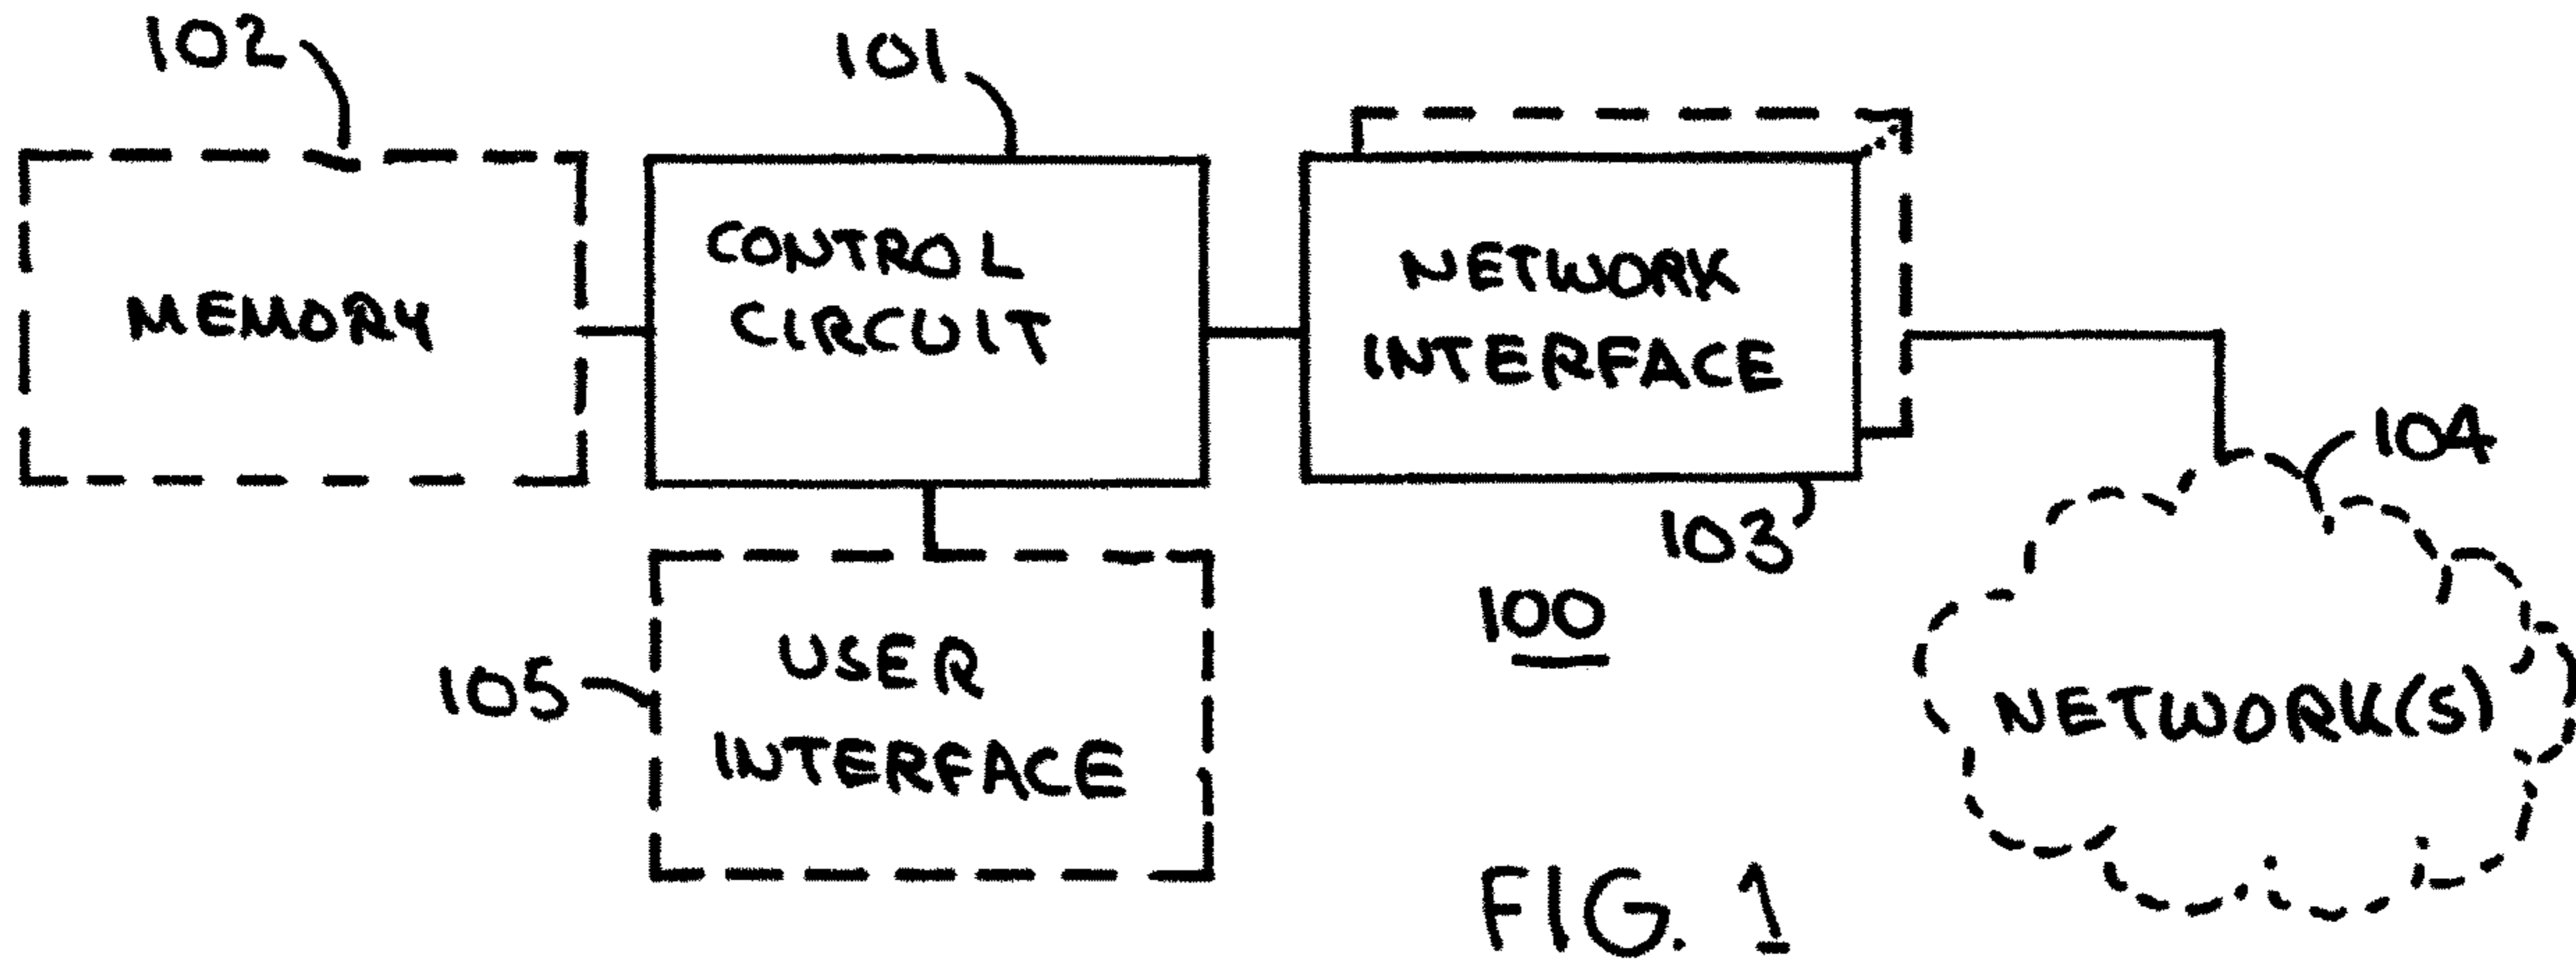 102
101
MEMORY
CONTROL
CIRCUIT
NETWORK
INTERFACE
104
103
100
105
USER
INTERFACE
NETWORK(S)
FIG. 1